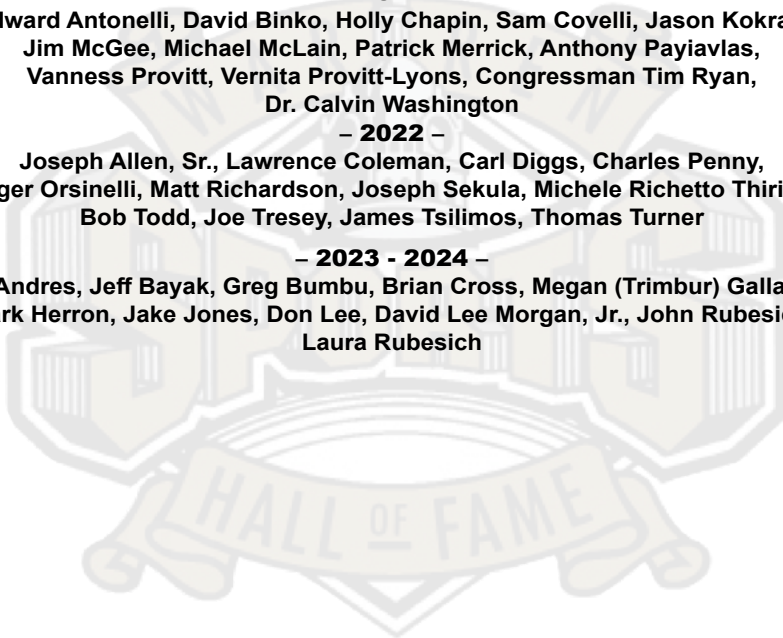 David Binko, Holly Chapin, Sam Covelli, Jason
Jim McGee, Michael McLain, Patrick Merrick, Anthony Payiavlas,
Vanness Provitt, Vernita Provitt-Lyons, Congressman Tim Ryan,
Dr. Calvin Washington
– 2022 –
Joseph Allen, Sr., Lawrence Coleman, Carl Diggs, Charles Penny,
Orsinelli, Matt Richardson, Joseph Sekula, Michele Richetto
Bob Todd, Joe Tresey, James Tsilimos, Thomas Turner
– 2023 - 2024 –
Andres, Jeff Bayak, Greg Bumbu, Brian Cross, Megan (Trimbur)
Herron, Jake Jones, Don Lee, David Lee Morgan, Jr., John
Laura Rubesich
WARREN
SPORTS
HALL OF FAME